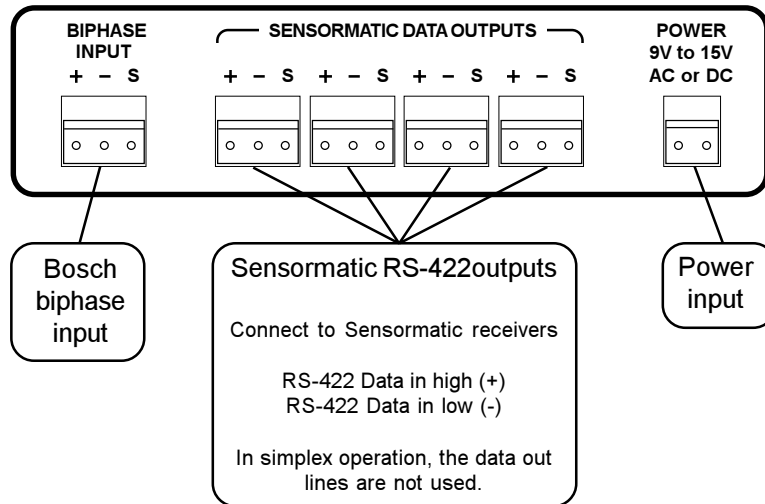 BIPHASE
INPUT
+ – S
SENSORMATIC DATA OUTPUTS
+ – S + – S + – S + – S
POWER
9V to 15V
AC or DC
Bosch
biphase
input
Sensormatic RS-422outputs
Connect to Sensormatic receivers
RS-422 Data in high (+)
RS-422 Data in low (-)
In simplex operation, the data out
lines are not used.
Power
input